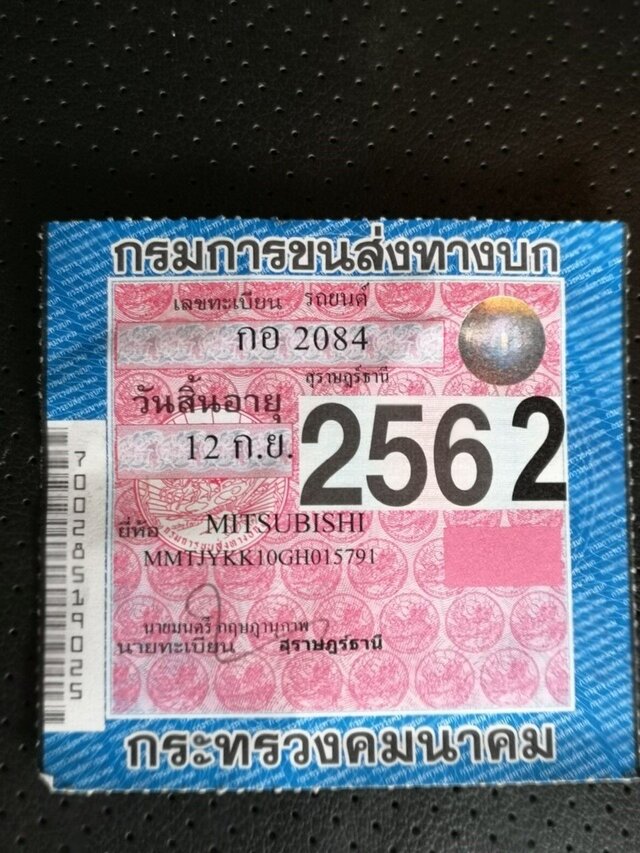 กรมการขนส่งทางบก
เลขทะเบียน รถยนต์
กอ 2084
สุราษฎร์ธานี
วันสิ้นอายุ
12 ก.ย. 2562
ยี่ห้อ MITSUBISHI
MMTJYKK10GH015791
นายมนตรี กฤษฎานุภาพ
นายทะเบียน สุราษฎร์ธานี
กระทรวงคมนาคม
70028519025